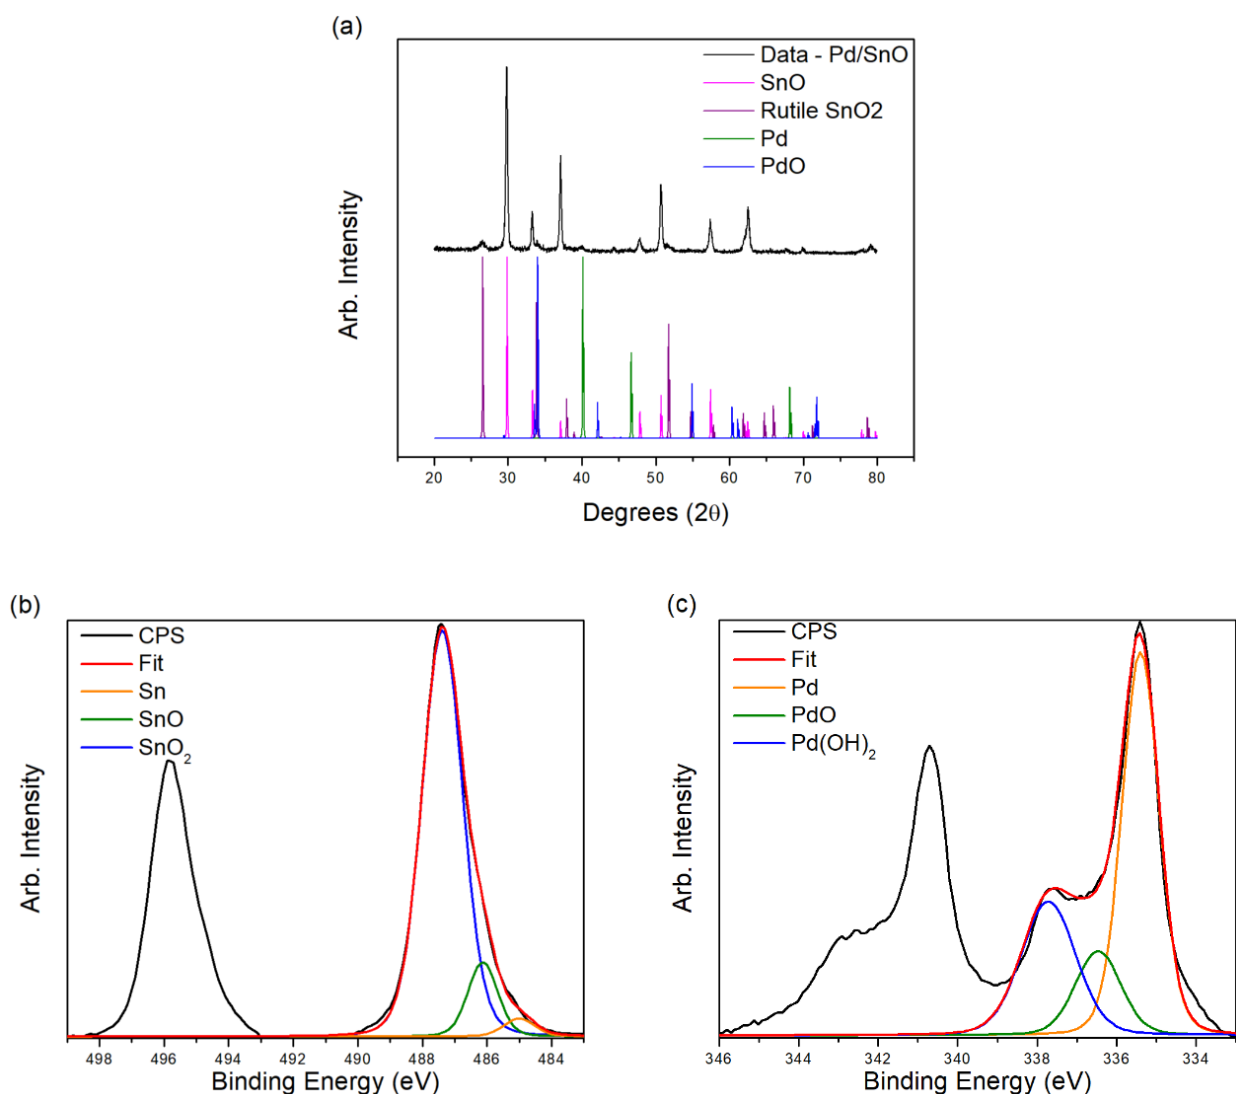 (a)
Data - Pd/SnO
SnO
Rutile SnO2
Pd
PdO
Arb. Intensity
20 30 40 50 60 70 80
Degrees (2θ)
(b)
CPS
Fit
Sn
SnO
SnO₂
Arb. Intensity
498 496 494 492 490 488 486 484
Binding Energy (eV)
(c)
CPS
Fit
Pd
PdO
Pd(OH)₂
Arb. Intensity
346 344 342 340 338 336 334
Binding Energy (eV)